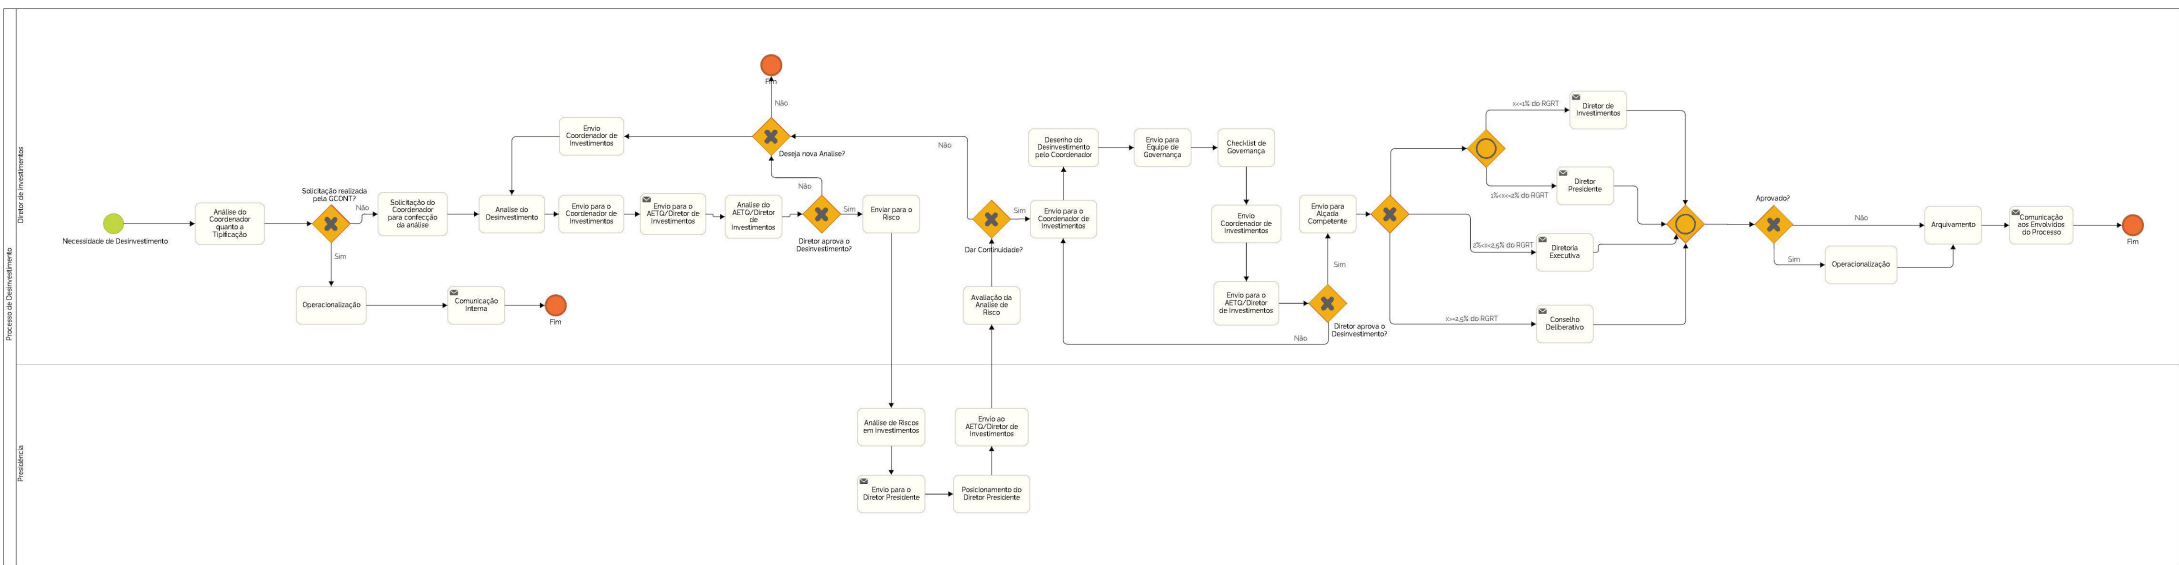 Processo de Desinvestimento
Diretor de investimentos
Presidência
Necessidade de Desinvestimento
Análise do
Coordenador
quanto a
Tipificação
Solicitação realizada
pela GCONT?
Não
Sim
Operacionalização
Comunicação
Interna
Fim
Solicitação do
Coordenador
para confecção
da análise
Analise do
Desinvestimento
Envio
Coordenador de
Investimentos
Envio para o
Coordenador de
Investimentos
Envio para o
AETQ/Diretor de
Investimentos
Analise do
AETQ/Diretor
de
Investimentos
Fim
Não
Deseja nova Analise?
Não
Sim
Diretor aprova o
Desinvestimento?
Enviar para o
Risco
Análise de Riscos
em Investimentos
Envio para o
Diretor Presidente
Posicionamento do
Diretor Presidente
Envio ao
AETQ/Diretor de
Investimentos
Avaliação da
Analise de
Risco
Dar Continuidade?
Não
Sim
Envio para o
Coordenador de
Investimentos
Desenho do
Desinvestimento
pelo Coordenador
Envio para
Equipe de
Governança
Checklist de
Governança
Envio
Coordenador de
Investimentos
Envio para o
AETQ/Diretor
de Investimentos
Diretor aprova o
Desinvestimento?
Não
Sim
Envio para
Alçada
Competente
x<=1% do RGRT
Diretor de
Investimentos
1%<x<=2% do RGRT
Diretor
Presidente
2%<x<2,5% do RGRT
Diretoria
Executiva
x>=2,5% do RGRT
Conselho
Deliberativo
Aprovado?
Não
Sim
Operacionalização
Arquivamento
Comunicação
aos Envolvidos
do Processo
Fim